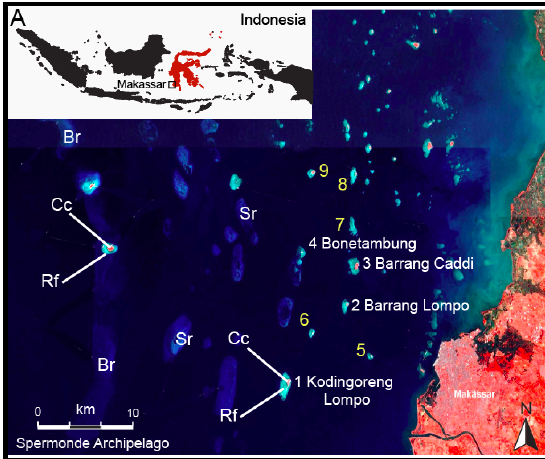 A
Indonesia
Makassar
Br
9
8
Cc
Sr
7
4 Bonetambung
3 Barrang Caddi
Rf
2 Barrang Lompo
6
Sr
Cc
5
Br
1 Kodingoreng
Lompo
Makassar
Rf
N
km
0 10
Spermonde Archipelago